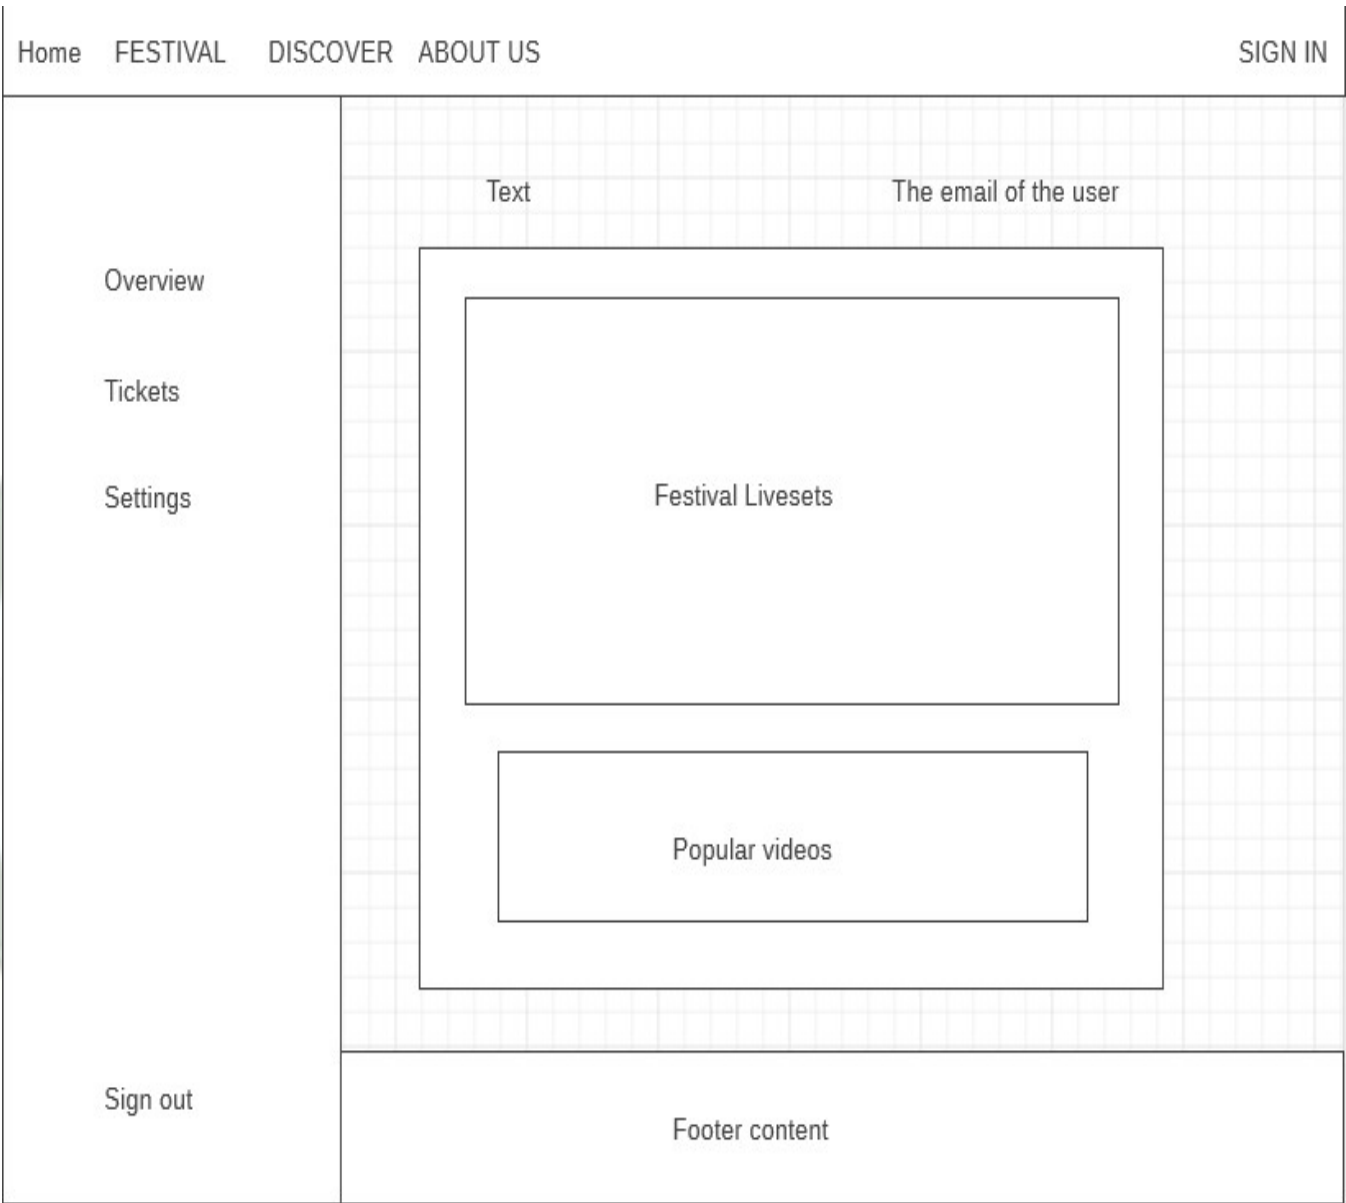 Home FESTIVAL DISCOVER ABOUT US SIGN IN
Text The email of the user
Overview
Tickets
Settings
Festival Livesets
Popular videos
Sign out
Footer content